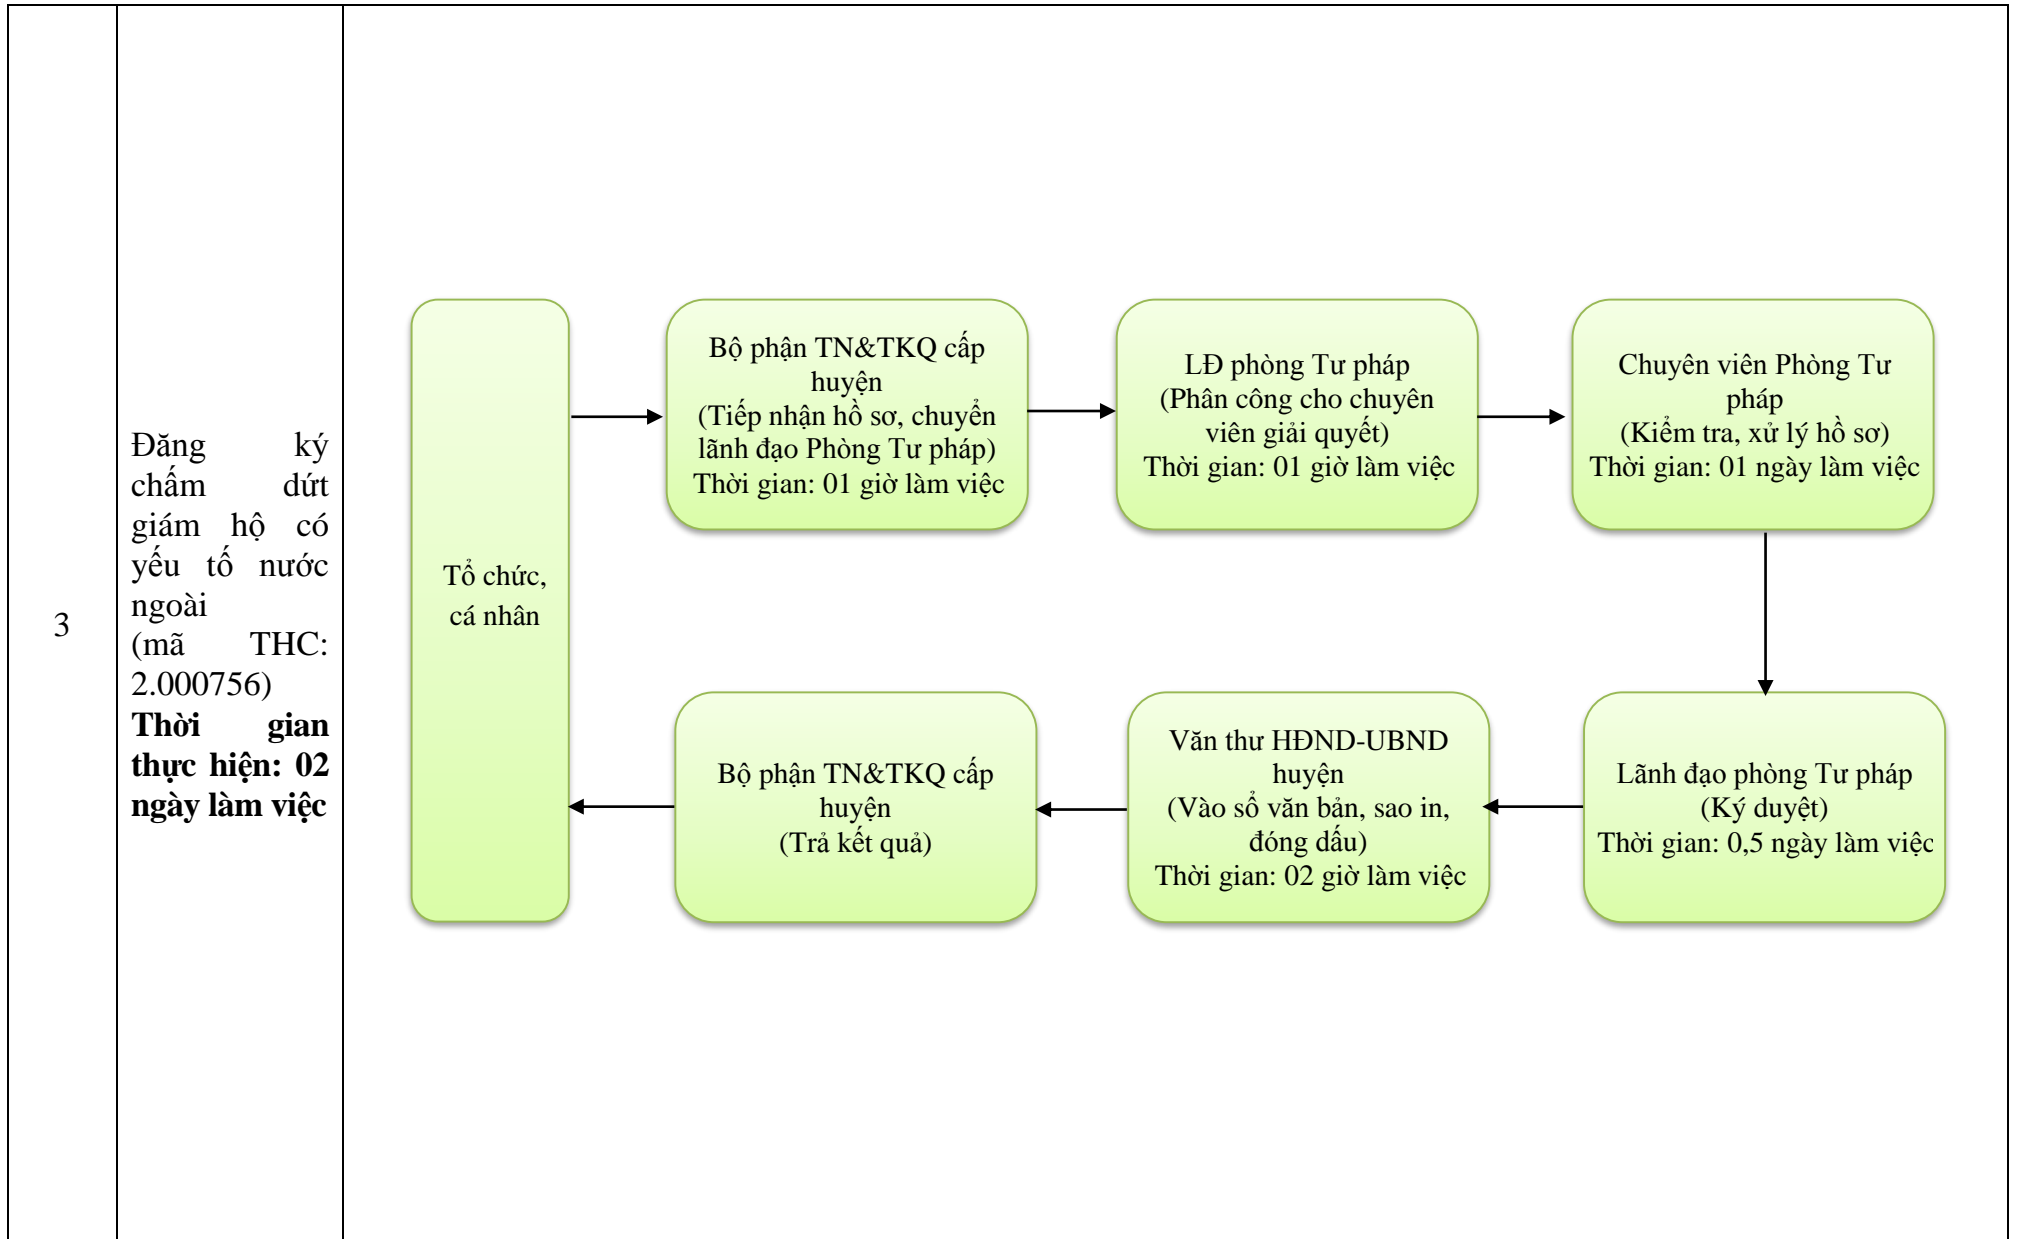 3
Đăng ký
chấm dứt
giám hộ có
yếu tố nước
ngoài
(mã THC:
2.000756)
Thời gian
thực hiện: 02
ngày làm việc
Tổ chức,
cá nhân
Bộ phận TN&TKQ cấp
huyện
(Tiếp nhận hồ sơ, chuyển
lãnh đạo Phòng Tư pháp)
Thời gian: 01 giờ làm việc
LĐ phòng Tư pháp
(Phân công cho chuyên
viên giải quyết)
Thời gian: 01 giờ làm việc
Chuyên viên Phòng Tư
pháp
(Kiểm tra, xử lý hồ sơ)
Thời gian: 01 ngày làm việc
Lãnh đạo phòng Tư pháp
(Ký duyệt)
Thời gian: 0,5 ngày làm việc
Văn thư HĐND-UBND
huyện
(Vào sổ văn bản, sao in,
đóng dấu)
Thời gian: 02 giờ làm việc
Bộ phận TN&TKQ cấp
huyện
(Trả kết quả)